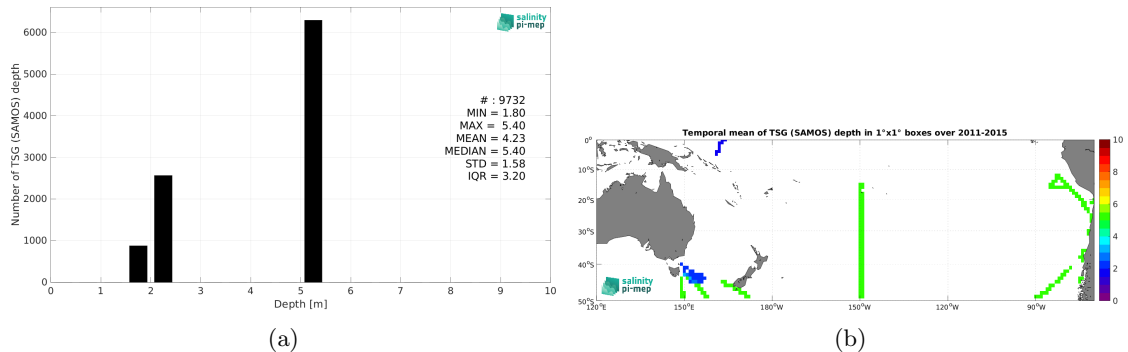 6000
5000
4000
3000
2000
1000
0
Number of TSG (SAMOS) depth
salinity
pi-mep
# : 9732
MIN = 1.80
MAX = 5.40
MEAN = 4.23
MEDIAN = 5.40
STD = 1.58
IQR = 3.20
0 1 2 3 4 5 6 7 8 9 10
Depth [m]
(a)
Temporal mean of TSG (SAMOS) depth in 1°x1° boxes over 2011-2015
0°
10°S
20°S
30°S
40°S
50°S
120°E 150°E 180°W 150°W 120°W 90°W
salinity
pi-mep
10
8
6
4
2
0
(b)